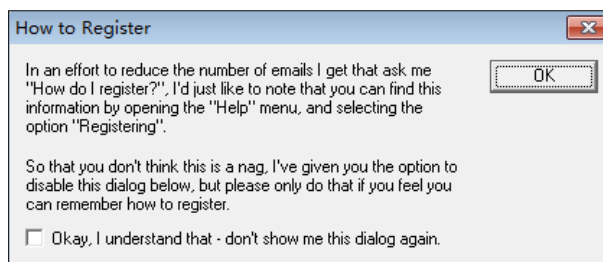 How to Register
In an effort to reduce the number of emails I get that ask me
"How do I register?", I'd just like to note that you can find this
information by opening the "Help" menu, and selecting the
option "Registering".
OK
So that you don't think this is a nag, I've given you the option to
disable this dialog below, but please only do that if you feel you
can remember how to register.
Okay, I understand that - don't show me this dialog again.